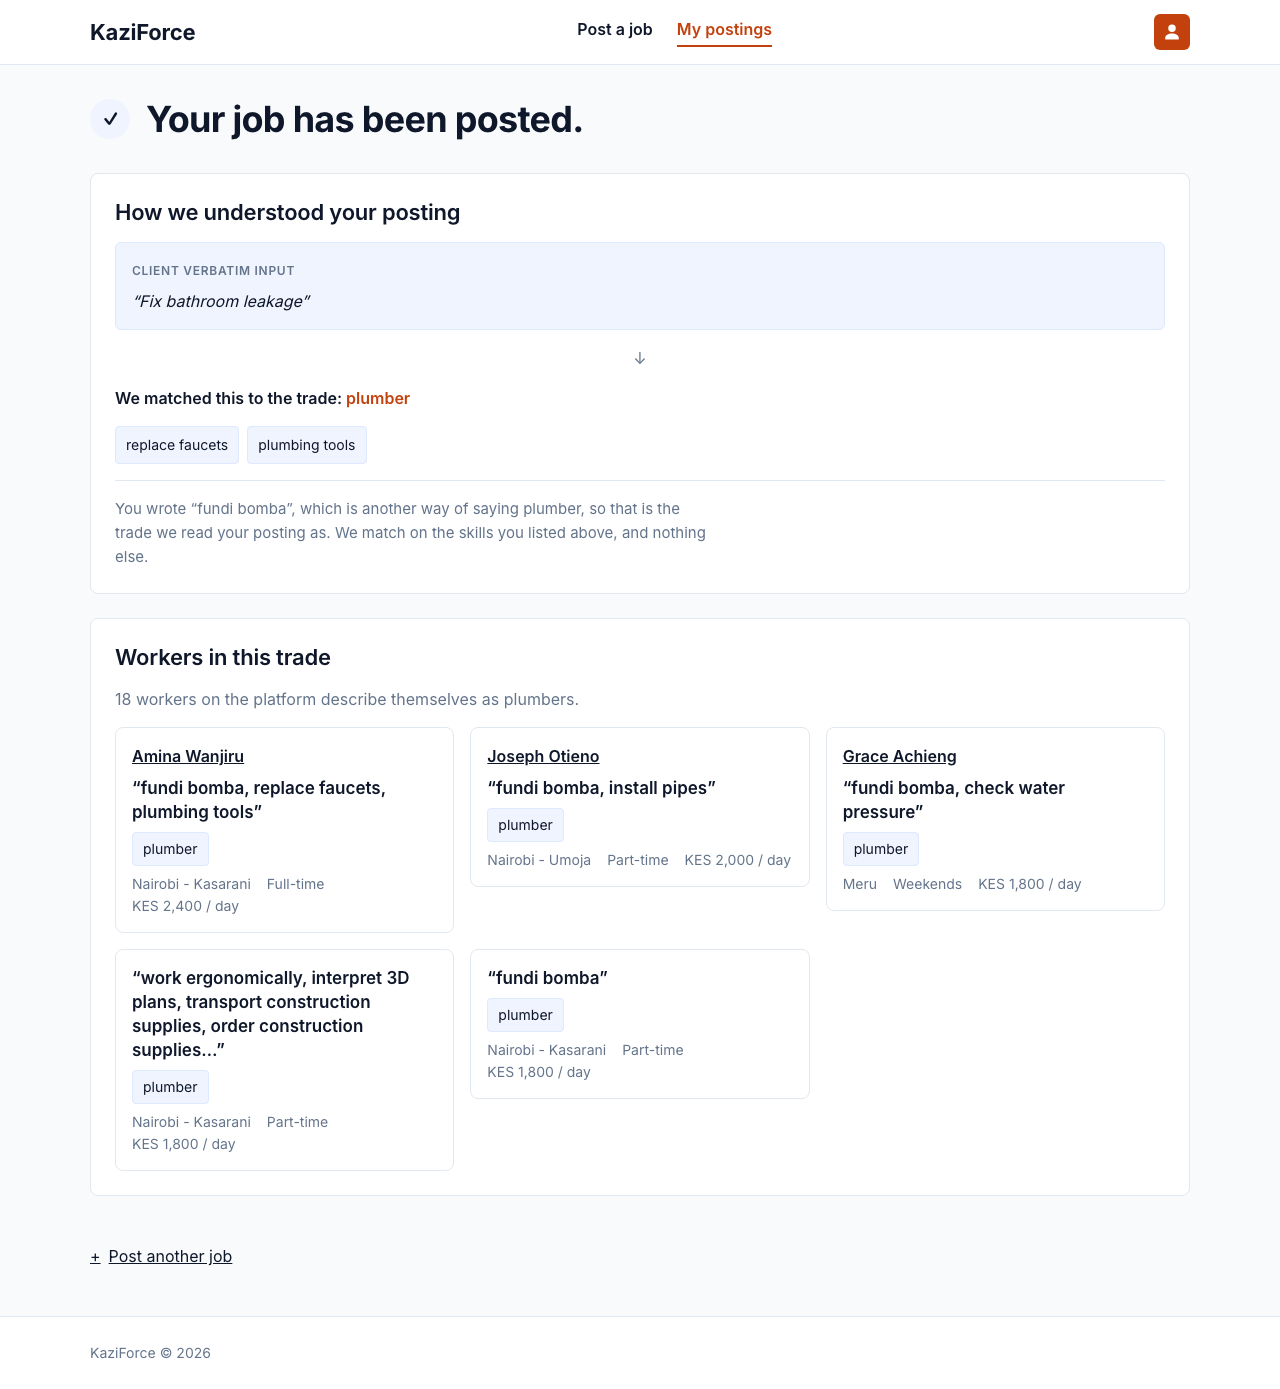 KaziForce
Post a job
My postings
Your job has been posted.
How we understood your posting
CLIENT VERBATIM INPUT
“Fix bathroom leakage”
↓
We matched this to the trade: plumber
replace faucets
plumbing tools
You wrote “fundi bomba”, which is another way of saying plumber, so that is the
trade we read your posting as. We match on the skills you listed above, and nothing
else.
Workers in this trade
18 workers on the platform describe themselves as plumbers.
Amina Wanjiru
“fundi bomba, replace faucets,
plumbing tools”
plumber
Nairobi - Kasarani Full-time
KES 2,400 / day
Joseph Otieno
“fundi bomba, install pipes”
plumber
Nairobi - Umoja Part-time KES 2,000 / day
Grace Achieng
“fundi bomba, check water
pressure”
plumber
Meru Weekends KES 1,800 / day
“work ergonomically, interpret 3D
plans, transport construction
supplies, order construction
supplies…”
plumber
Nairobi - Kasarani Part-time
KES 1,800 / day
“fundi bomba”
plumber
Nairobi - Kasarani Part-time
KES 1,800 / day
+ Post another job
KaziForce © 2026